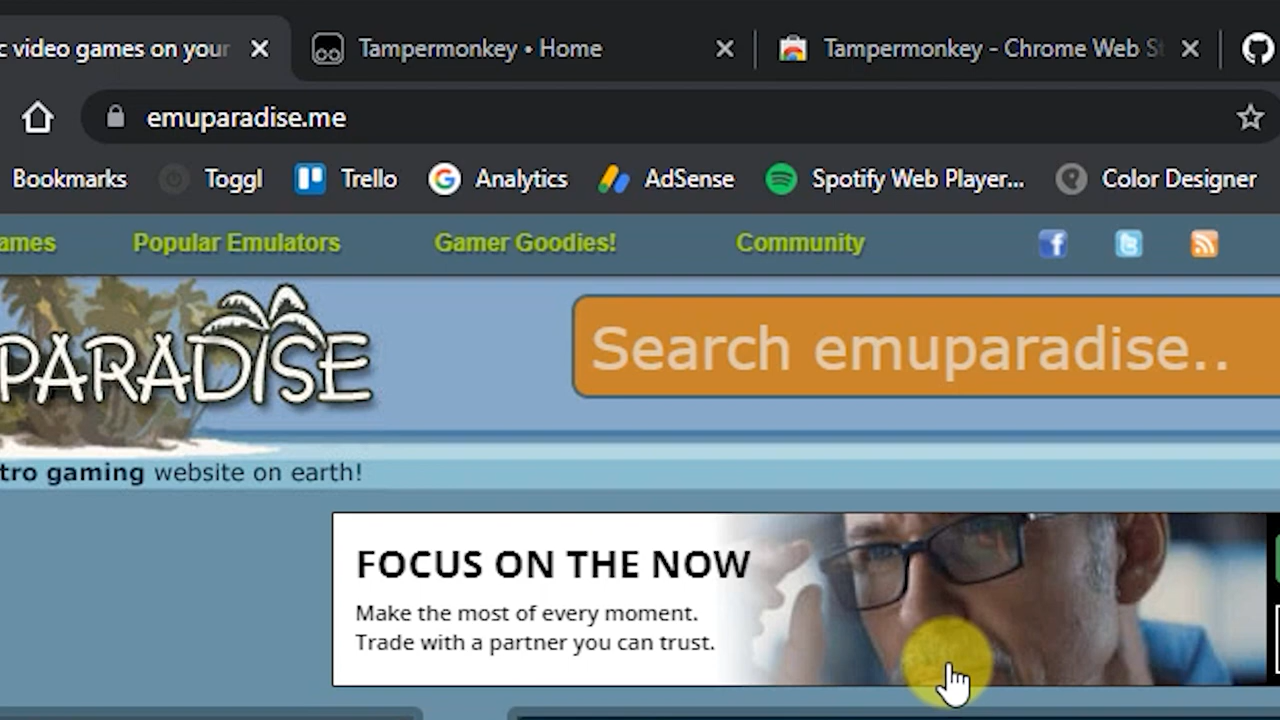 c video games on your
Tampermonkey • Home
Tampermonkey - Chrome Web St
emuparadise.me
Bookmarks
Toggl
Trello
Analytics
AdSense
Spotify Web Player...
Color Designer
ames
Popular Emulators
Gamer Goodies!
Community
PARADISE
Search emuparadise..
tro gaming website on earth!
FOCUS ON THE NOW
Make the most of every moment.
Trade with a partner you can trust.